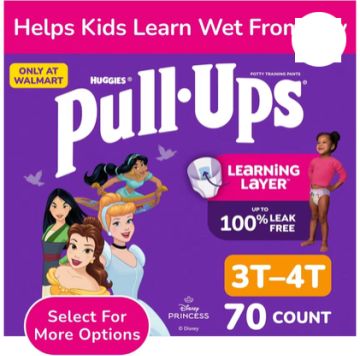 Helps Kids Learn Wet From
ONLY AT
WALMART
HUGGIES®
POTTY TRAINING PANTS
Pull·Ups®
LEARNING
LAYER™
UP TO
100% LEAK
FREE
3T–4T
Disney
PRINCESS
© Disney
70 COUNT
Select For
More Options